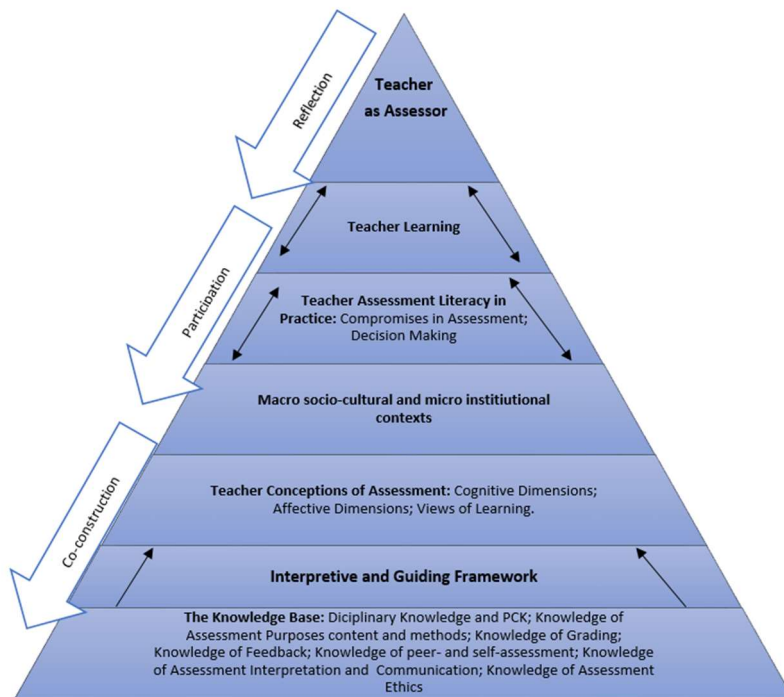 Reflection
Teacher
as Assessor
Teacher Learning
Participation
Teacher Assessment Literacy in
Practice: Compromises in Assessment;
Decision Making
Macro socio-cultural and micro institiutional
contexts
Co-construction
Teacher Conceptions of Assessment: Cognitive Dimensions;
Affective Dimensions; Views of Learning.
Interpretive and Guiding Framework
The Knowledge Base: Diciplinary Knowledge and PCK; Knowledge of
Assessment Purposes content and methods; Knowledge of Grading;
Knowledge of Feedback; Knowledge of peer- and self-assessment; Knowledge
of Assessment Interpretation and Communication; Knowledge of Assessment
Ethics